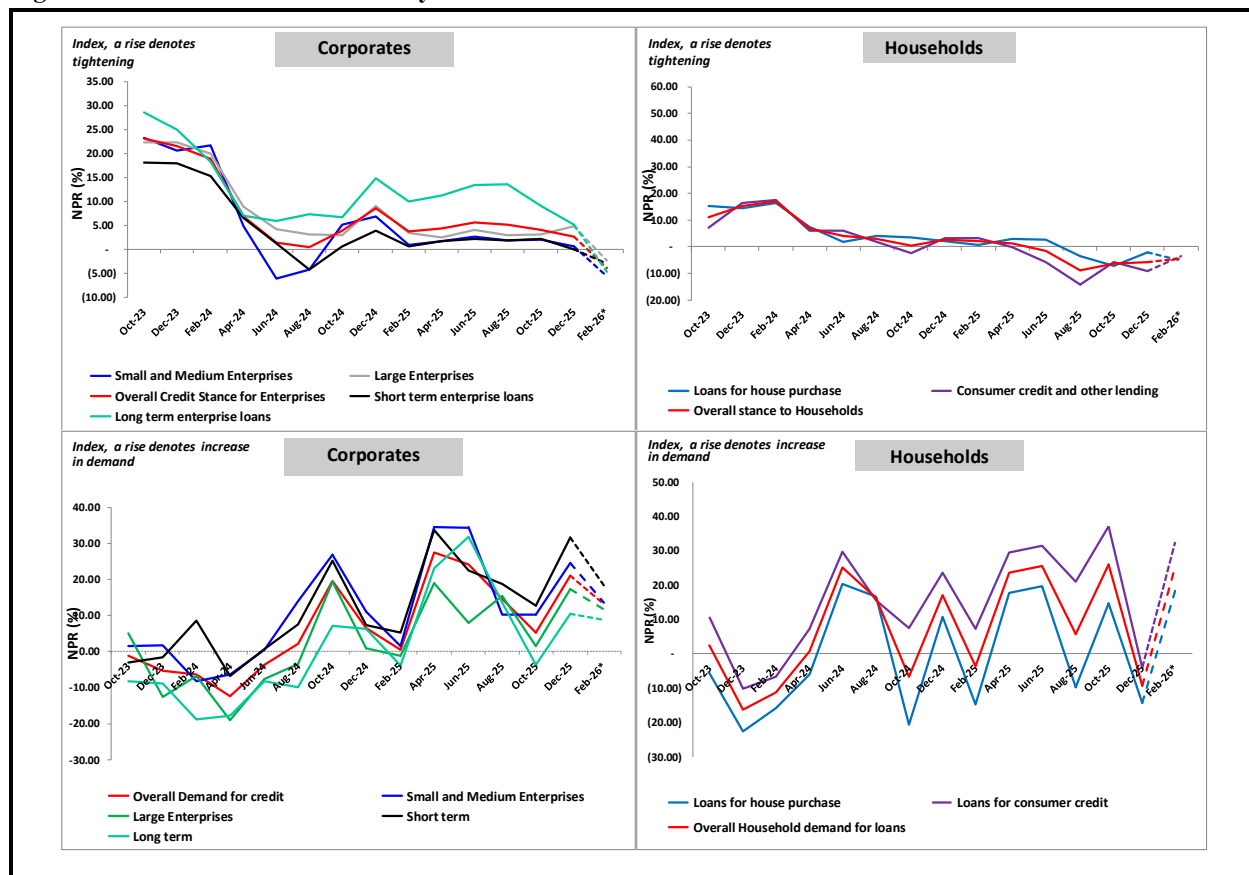 Index, a rise denotes
tightening
Corporates
NPR (%)
35.00
30.00
25.00
20.00
15.00
10.00
5.00
-
(5.00)
(10.00)
Oct-23
Dec-23
Feb-24
Apr-24
Jun-24
Aug-24
Oct-24
Dec-24
Feb-25
Apr-25
Jun-25
Aug-25
Oct-25
Dec-25
Feb-26*
Small and Medium Enterprises
Large Enterprises
Overall Credit Stance for Enterprises
Short term enterprise loans
Long term enterprise loans
Index, a rise denotes
tightening
Households
NPR (%)
60.00
50.00
40.00
30.00
20.00
10.00
-
(10.00)
(20.00)
Oct-23
Dec-23
Feb-24
Apr-24
Jun-24
Aug-24
Oct-24
Dec-24
Feb-25
Apr-25
Jun-25
Aug-25
Oct-25
Dec-25
Feb-26*
Loans for house purchase
Consumer credit and other lending
Overall stance to Households
Index, a rise denotes increase
in demand
Corporates
NPR (%)
40.00
30.00
20.00
10.00
0.00
-10.00
-20.00
-30.00
Oct-23
Dec-23
Feb-24
Apr-24
Jun-24
Aug-24
Oct-24
Dec-24
Feb-25
Apr-25
Jun-25
Aug-25
Oct-25
Dec-25
Feb-26*
Overall Demand for credit
Small and Medium Enterprises
Large Enterprises
Short term
Long term
Index, a rise denotes increase
in demand
Households
NPR (%)
50.00
40.00
30.00
20.00
10.00
-
(10.00)
(20.00)
(30.00)
Oct-23
Dec-23
Feb-24
Apr-24
Jun-24
Aug-24
Oct-24
Dec-24
Feb-25
Apr-25
Jun-25
Aug-25
Oct-25
Dec-25
Feb-26*
Loans for house purchase
Loans for consumer credit
Overall Household demand for loans